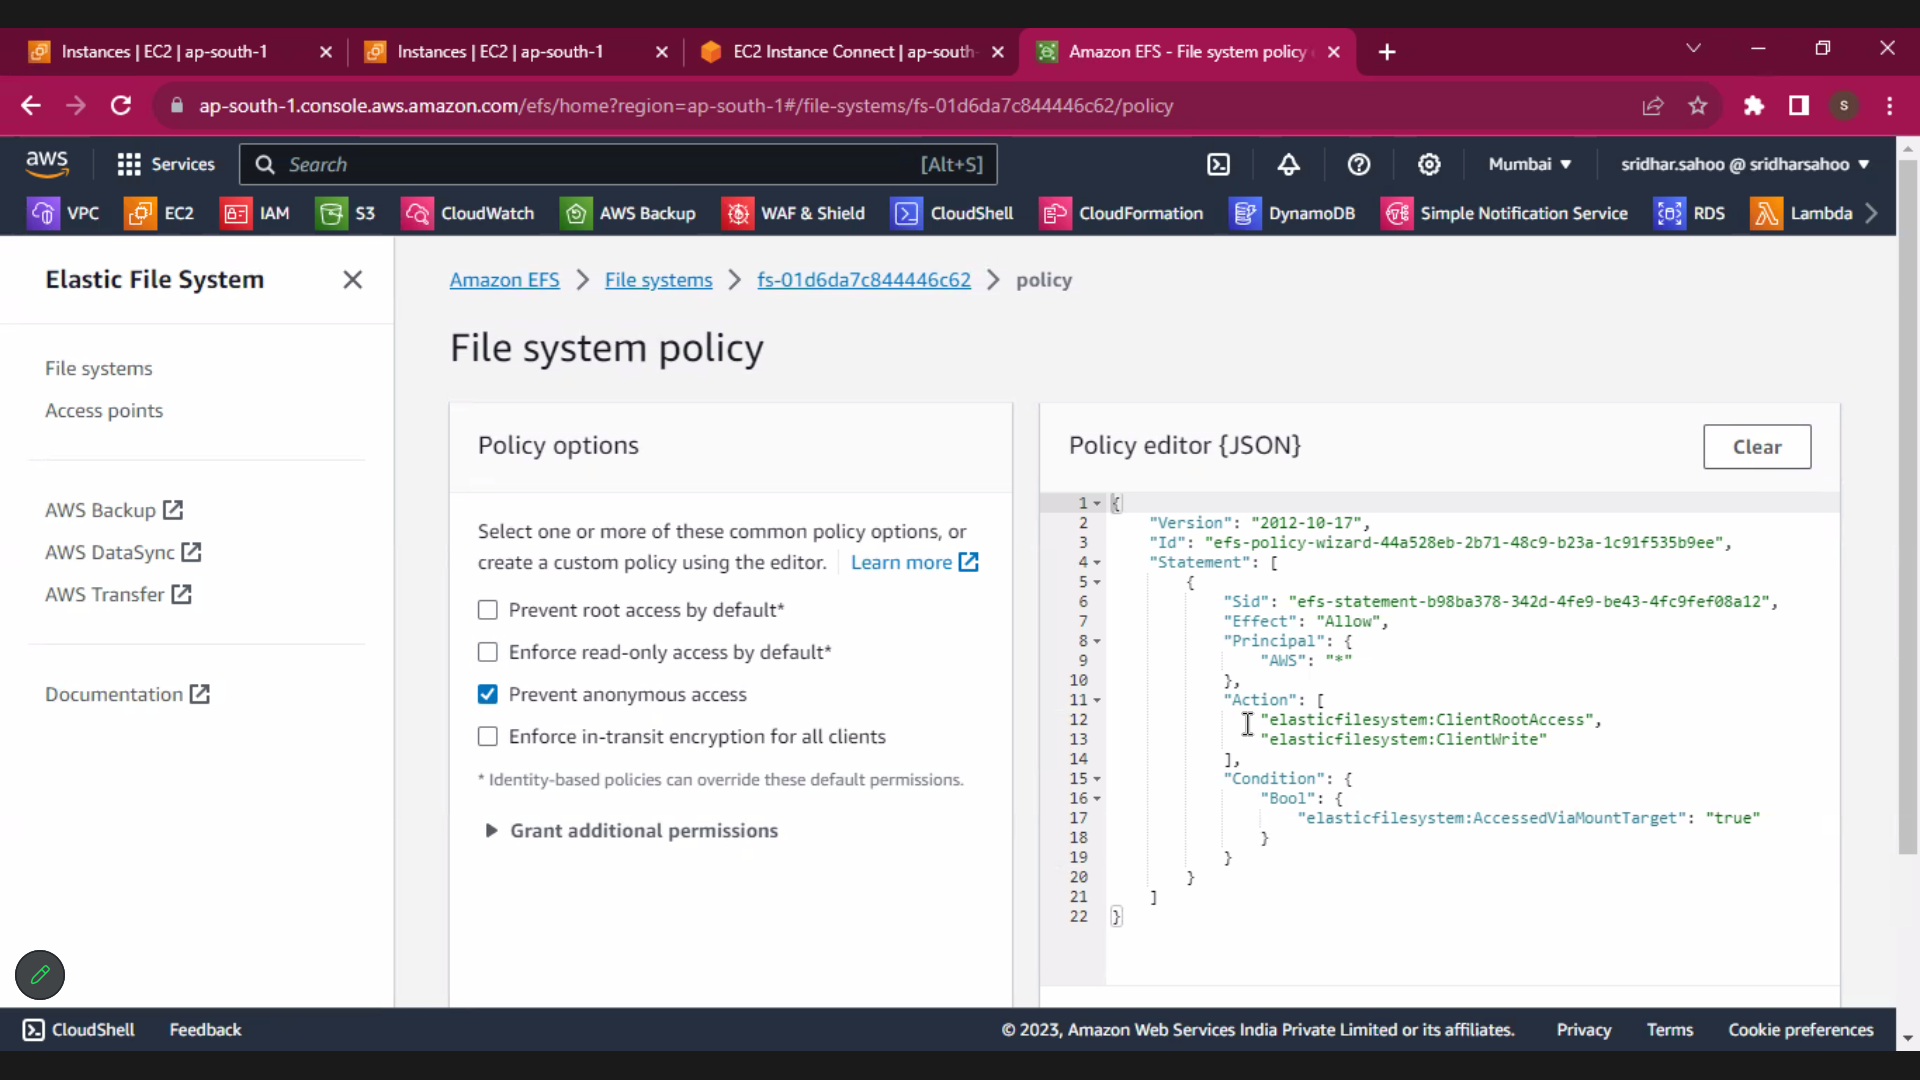 Instances | EC2 | ap-south-1
Instances | EC2 | ap-south-1
EC2 Instance Connect | ap-south-
Amazon EFS - File system policy
ap-south-1.console.aws.amazon.com/efs/home?region=ap-south-1#/file-systems/fs-01d6da7c844446c62/policy
S
aws
Services
Search
[Alt+S]
Mumbai
sridhar.sahoo @ sridharsahoo
VPC
EC2
IAM
S3
CloudWatch
AWS Backup
WAF & Shield
CloudShell
CloudFormation
DynamoDB
Simple Notification Service
RDS
Lambda
Elastic File System
File systems
Access points
AWS Backup
AWS DataSync
AWS Transfer
Documentation
Amazon EFS
File systems
fs-01d6da7c844446c62
policy
File system policy
Policy options
Select one or more of these common policy options, or
create a custom policy using the editor. Learn more
Prevent root access by default*
Enforce read-only access by default*
Prevent anonymous access
Enforce in-transit encryption for all clients
* Identity-based policies can override these default permissions.
Grant additional permissions
Policy editor {JSON}
Clear
1 {
2 "Version": "2012-10-17",
3 "Id": "efs-policy-wizard-44a528eb-2b71-48c9-b23a-1c91f535b9ee",
4 "Statement": [
5 {
6 "Sid": "efs-statement-b98ba378-342d-4fe9-be43-4fc9fef08a12",
7 "Effect": "Allow",
8 "Principal": {
9 "AWS": "*"
10 },
11 "Action": [
12 "elasticfilesystem:ClientRootAccess",
13 "elasticfilesystem:ClientWrite"
14 ],
15 "Condition": {
16 "Bool": {
17 "elasticfilesystem:AccessedViaMountTarget": "true"
18 }
19 }
20 }
21 ]
22 }
CloudShell
Feedback
© 2023, Amazon Web Services India Private Limited or its affiliates.
Privacy
Terms
Cookie preferences